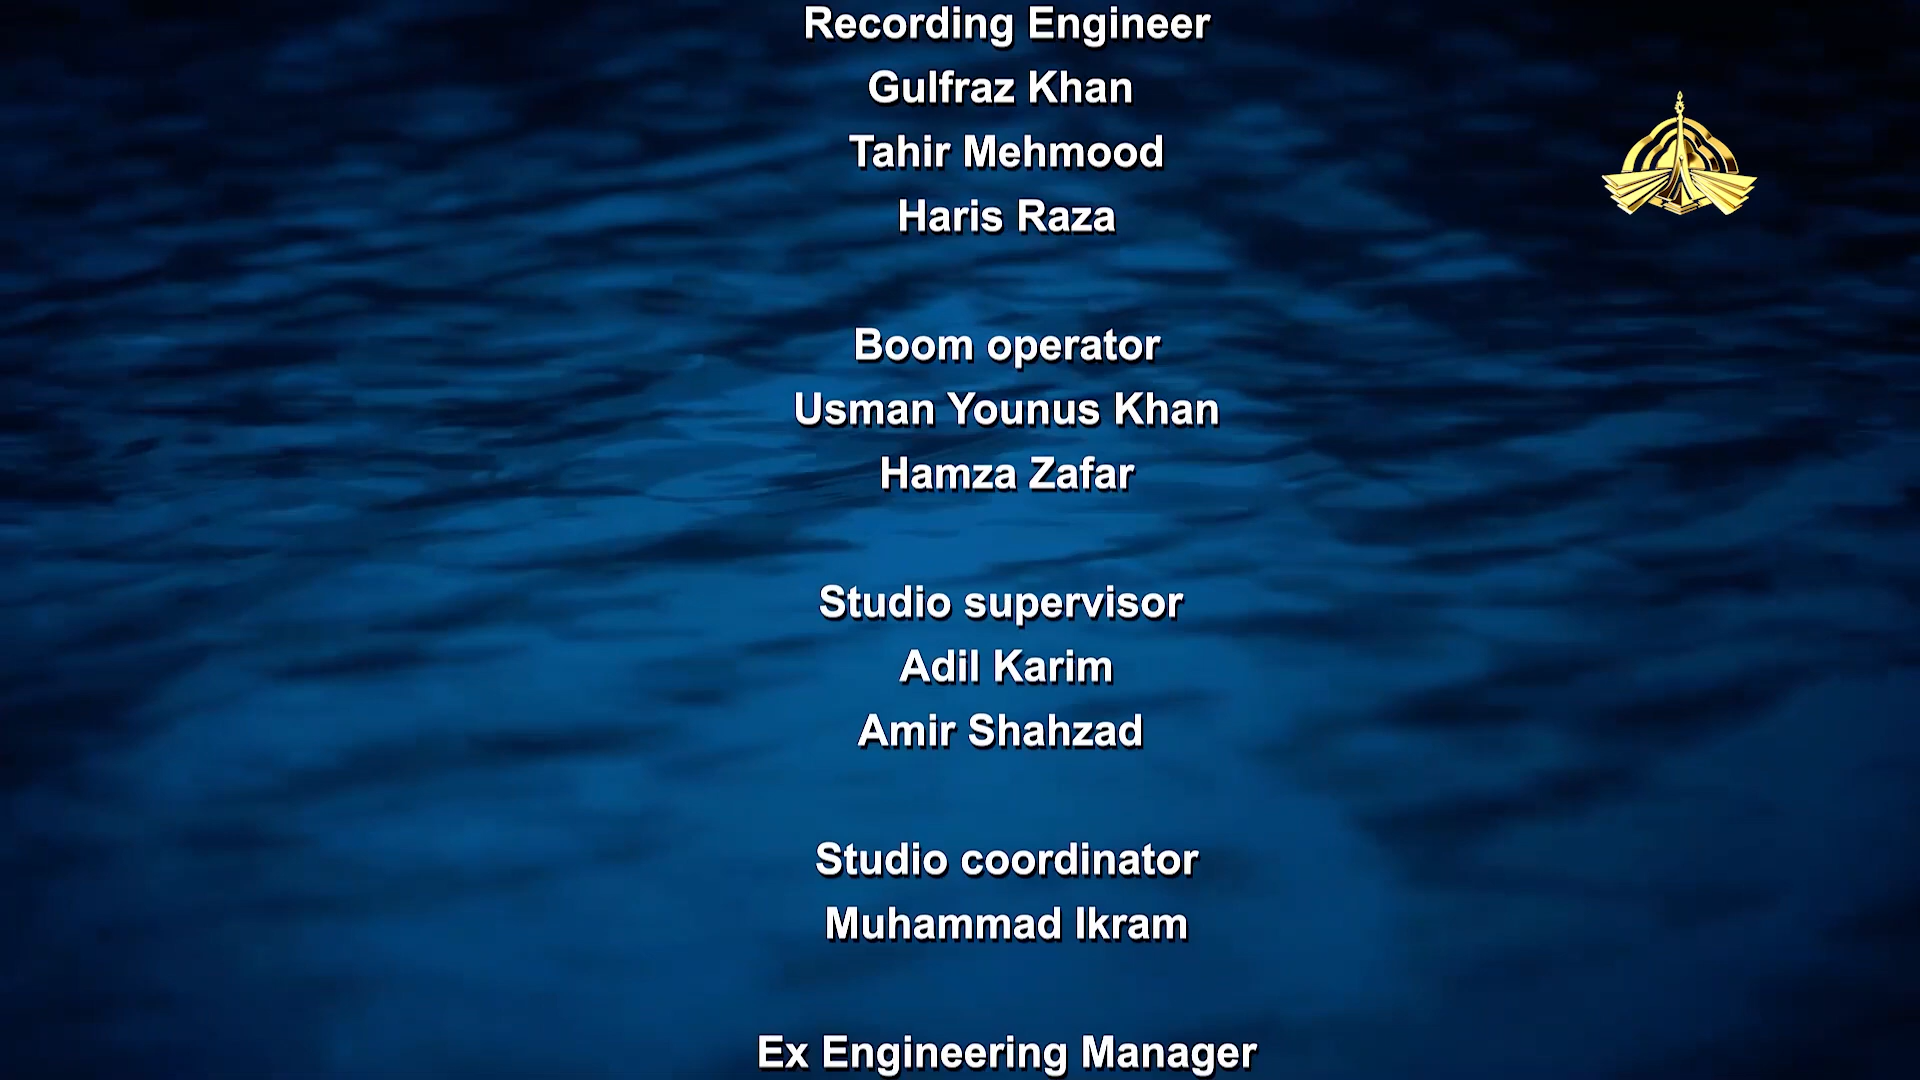 Recording Engineer
Gulfraz Khan
Tahir Mehmood
Haris Raza
Boom operator
Usman Younus Khan
Hamza Zafar
Studio supervisor
Adil Karim
Amir Shahzad
Studio coordinator
Muhammad Ikram
Ex Engineering Manager